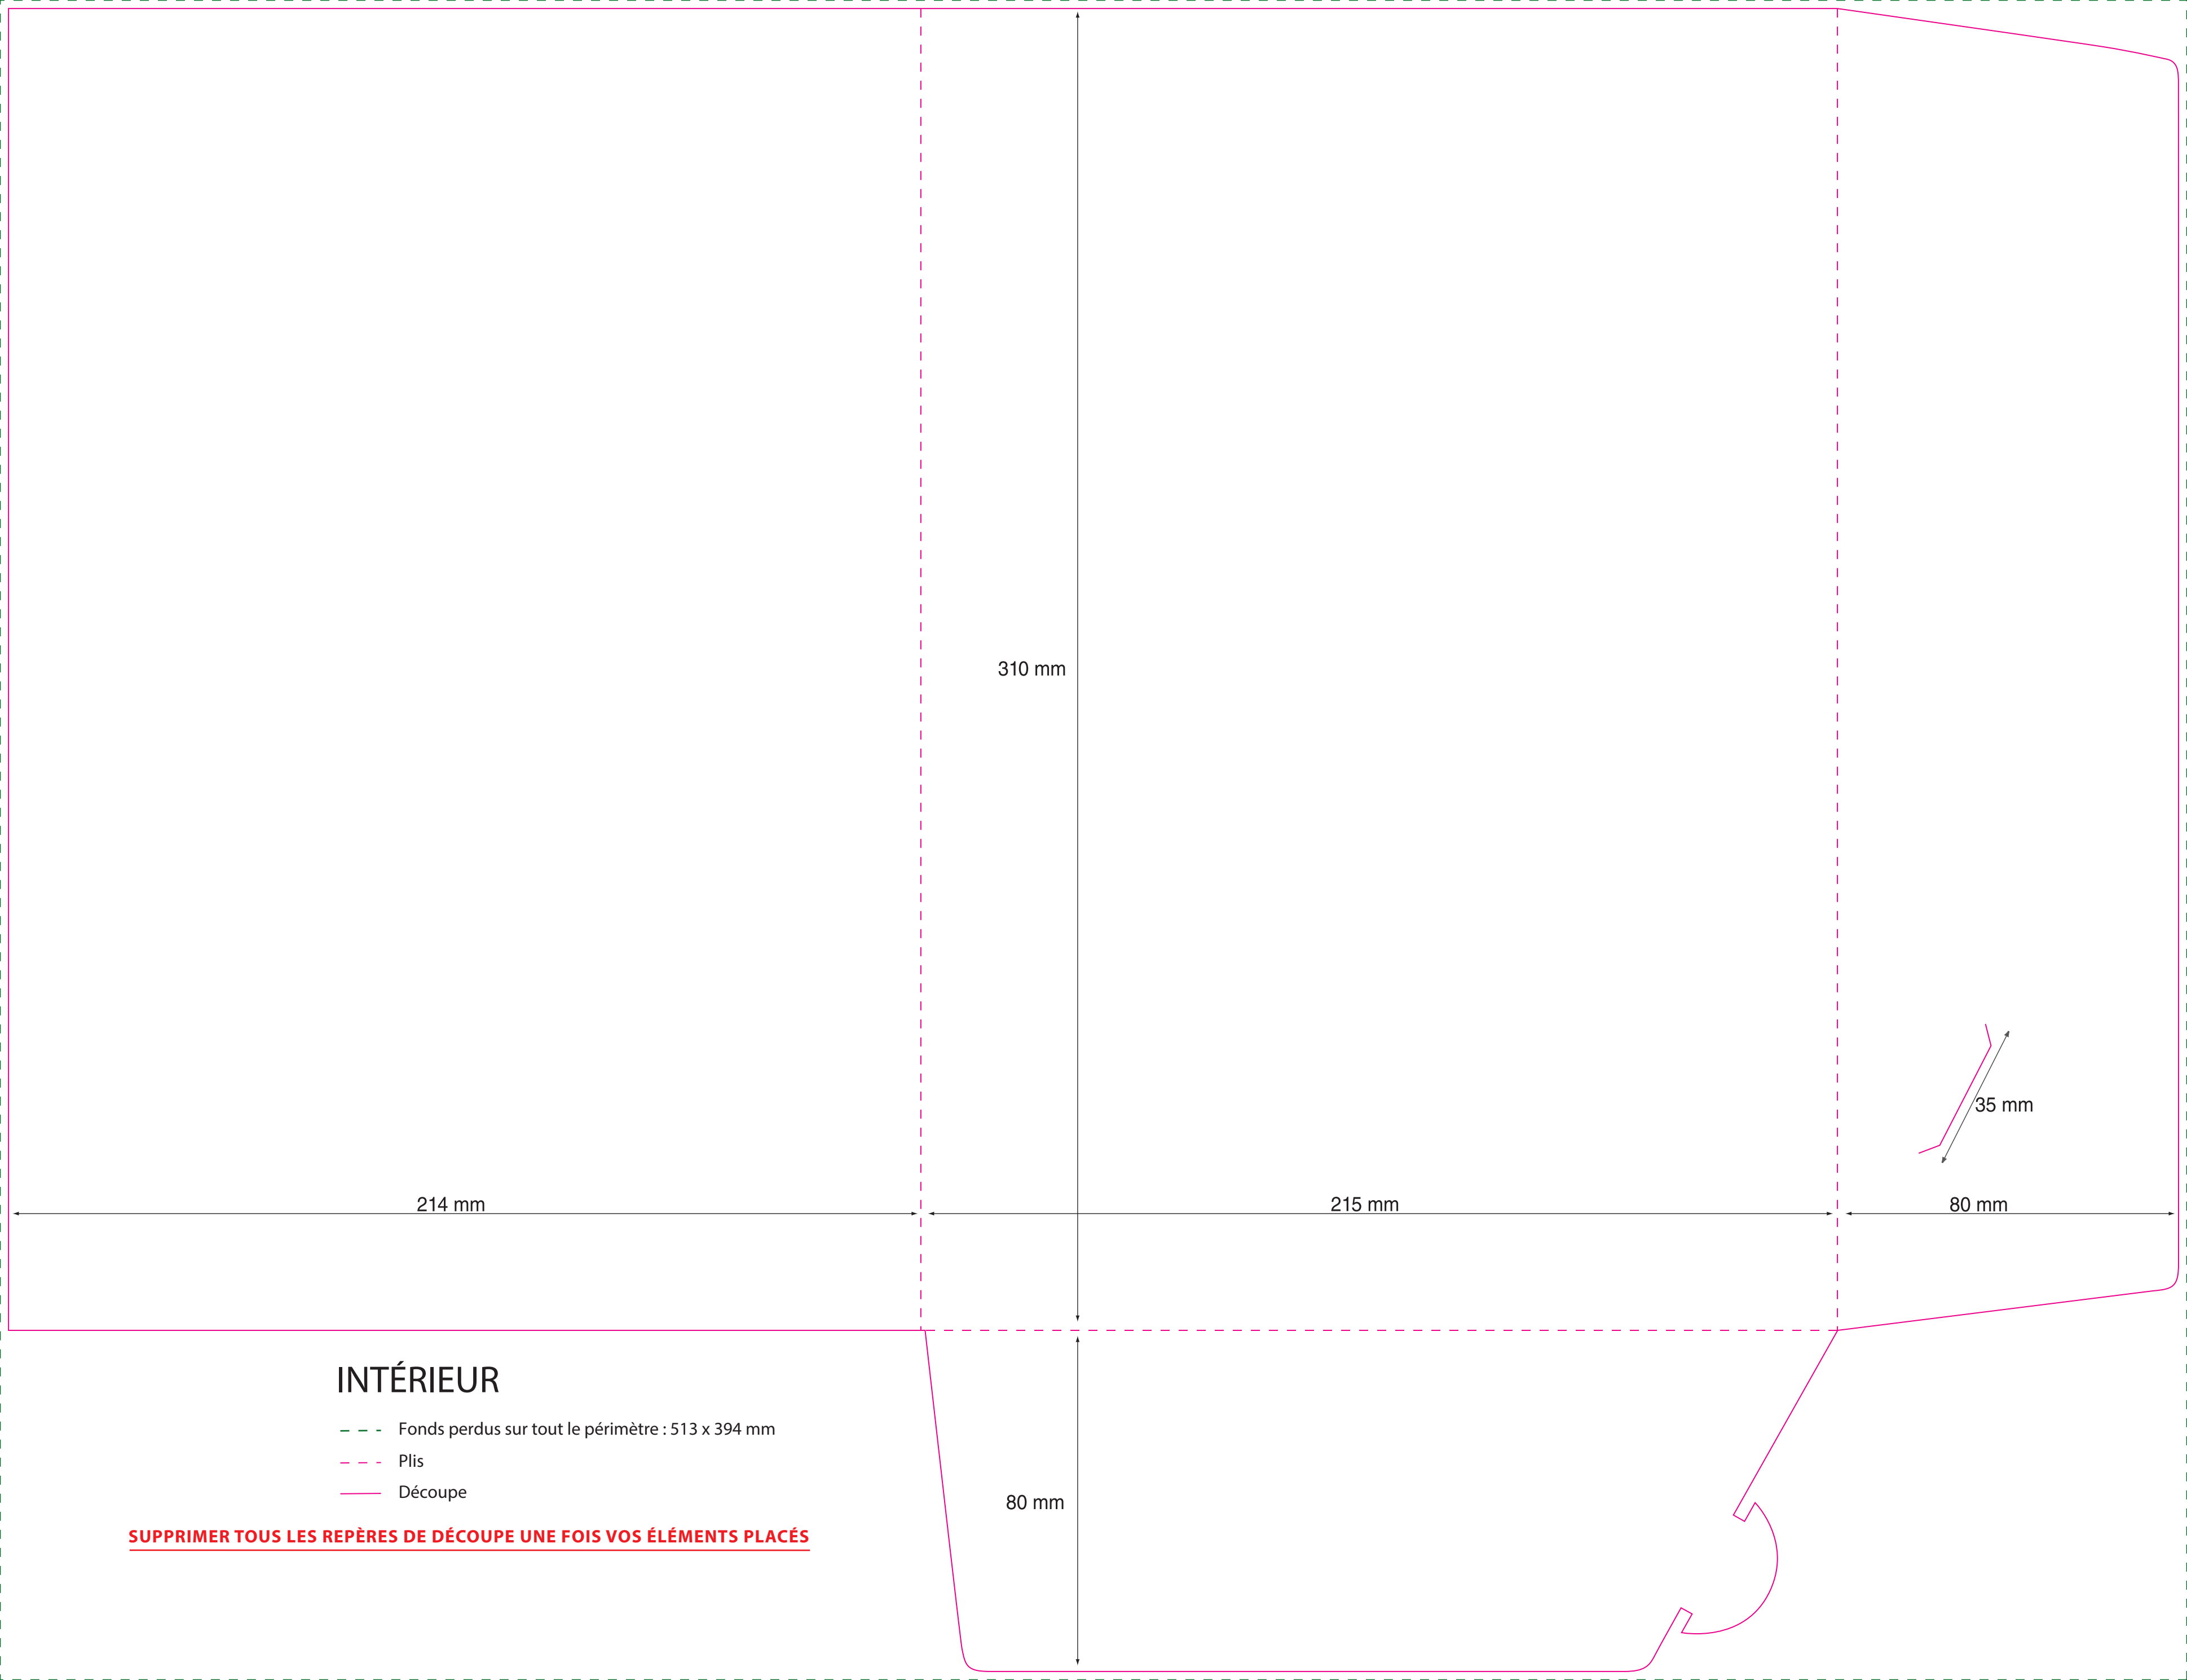 310 mm
35 mm
214 mm
215 mm
80 mm
INTÉRIEUR
Fonds perdus sur tout le périmètre : 513 x 394 mm
Plis
Découpe
80 mm
SUPPRIMER TOUS LES REPÈRES DE DÉCOUPE UNE FOIS VOS ÉLÉMENTS PLACÉS